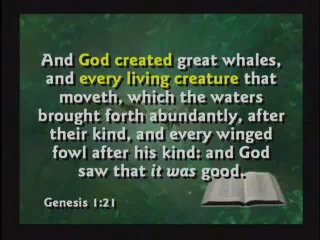 And God created great whales,
and every living creature that
moveth, which the waters
brought forth abundantly, after
their kind, and every winged
fowl after his kind: and God
saw that it was good.
Genesis 1:21